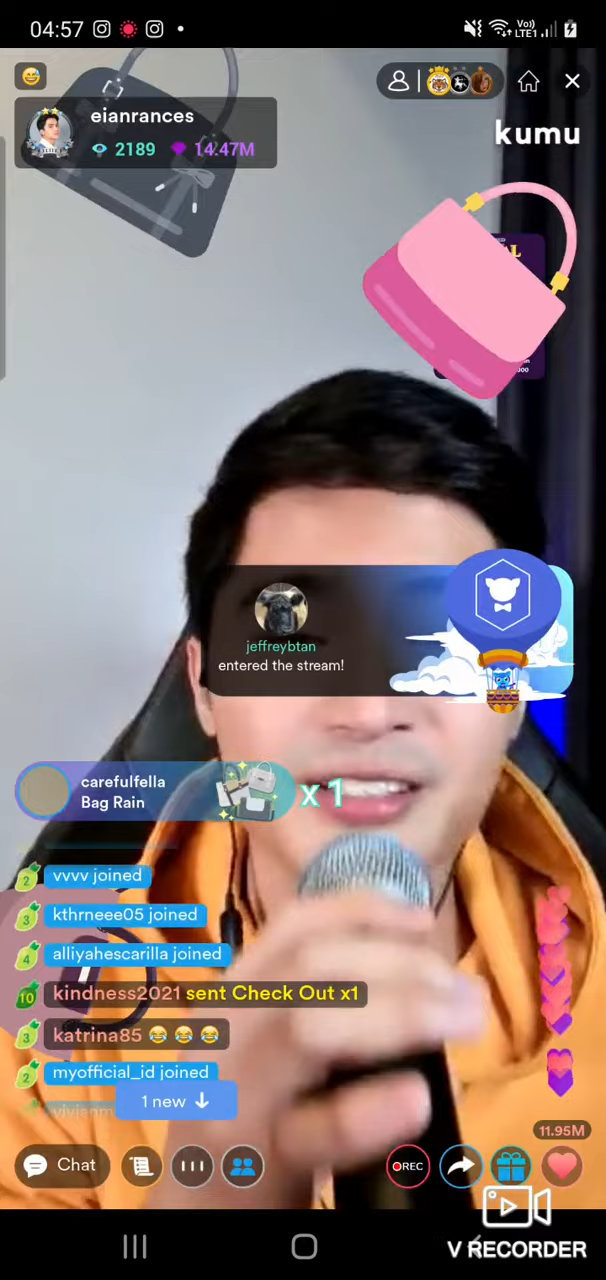 04:57
Vo))
LTE1
eianrances
2189 14.47M
kumu
jeffreybtan
entered the stream!
carefulfella
Bag Rain
x 1
2 vvvv joined
3 kthrneee05 joined
4 alliyahescarilla joined
10 kindness2021 sent Check Out x1
3 katrina85 😂 😂 😂
2 myofficial_id joined
1 new ↓
11.95M
Chat
REC
V RECORDER